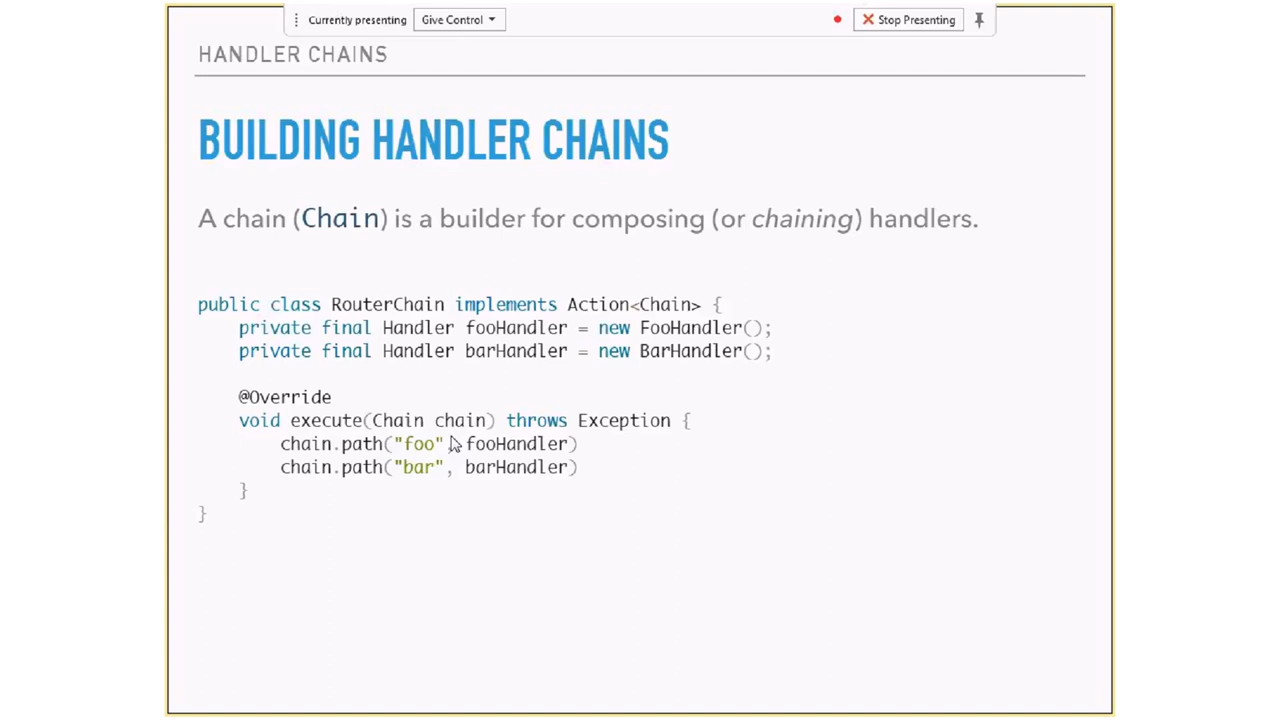 Currently presenting Give Control Stop Presenting
HANDLER CHAINS
BUILDING HANDLER CHAINS
A chain (Chain) is a builder for composing (or chaining) handlers.
public class RouterChain implements Action<Chain> {
    private final Handler fooHandler = new FooHandler();
    private final Handler barHandler = new BarHandler();
    @Override
    void execute(Chain chain) throws Exception {
        chain.path("foo" fooHandler)
        chain.path("bar", barHandler)
    }
}